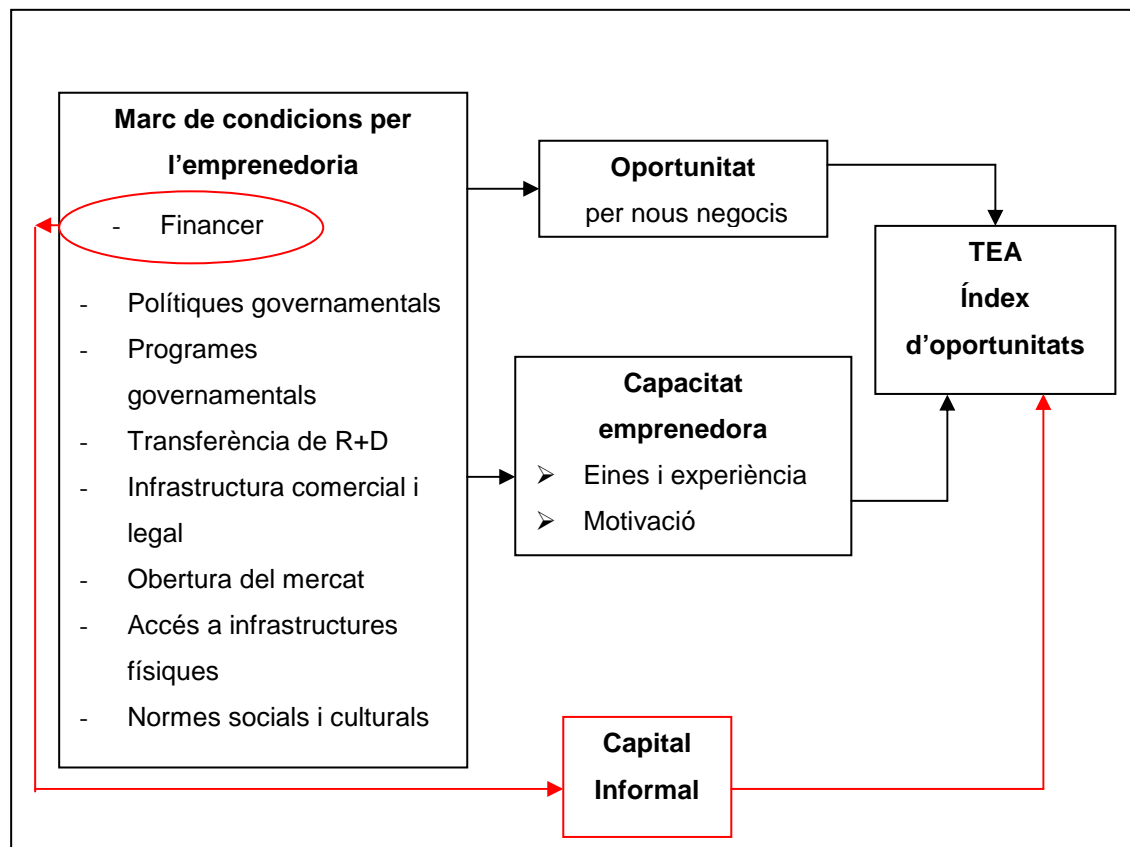 Marc de condicions per
l’emprenedoria
- Financer
- Polítiques governamentals
- Programes
governamentals
- Transferència de R+D
- Infrastructura comercial i
legal
- Obertura del mercat
- Accés a infrastructures
físiques
- Normes socials i culturals
Oportunitat
per nous negocis
Capacitat
emprenedora
➢ Eines i experiència
➢ Motivació
TEA
Índex
d’oportunitats
Capital
Informal